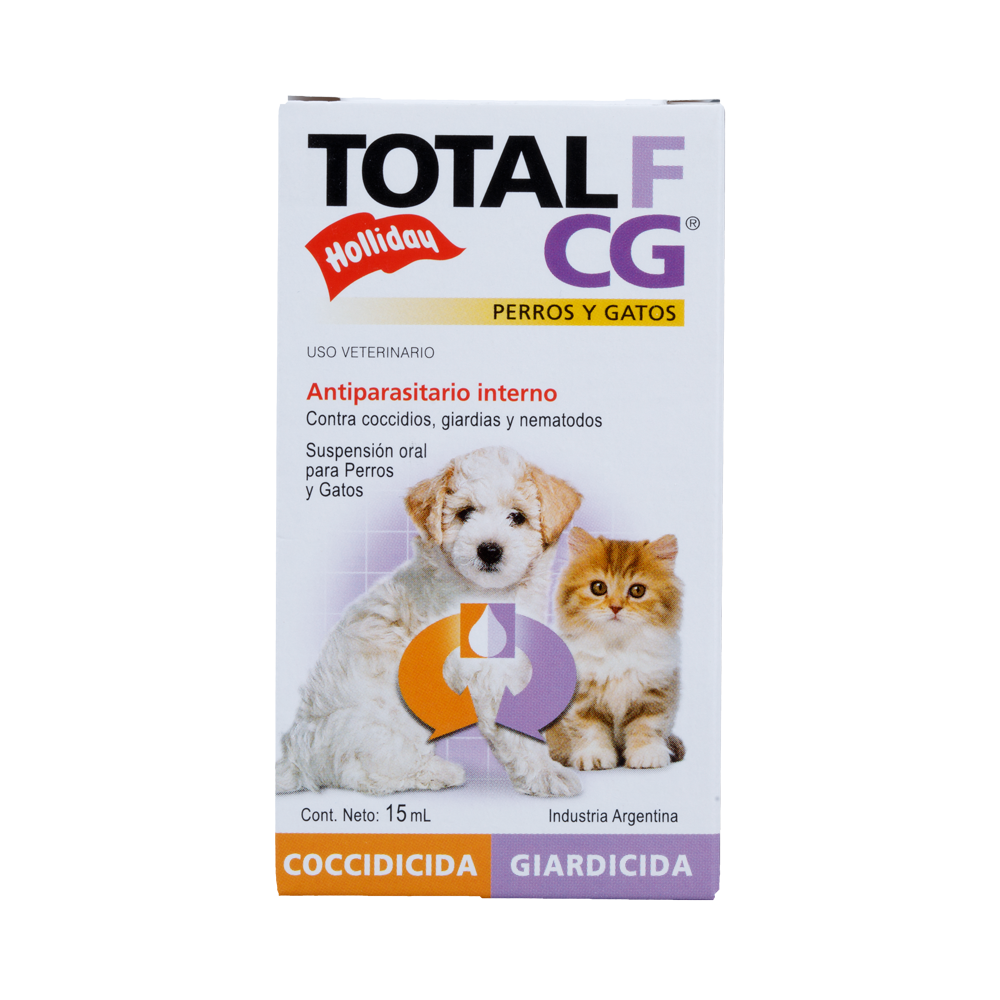 TOTAL F
CG®
Holliday
PERROS Y GATOS
USO VETERINARIO
Antiparasitario interno
Contra coccidios, giardias y nematodos
Suspensión oral
para Perros
y Gatos
Cont. Neto: 15 mL
Industria Argentina
COCCIDICIDA
GIARDICIDA